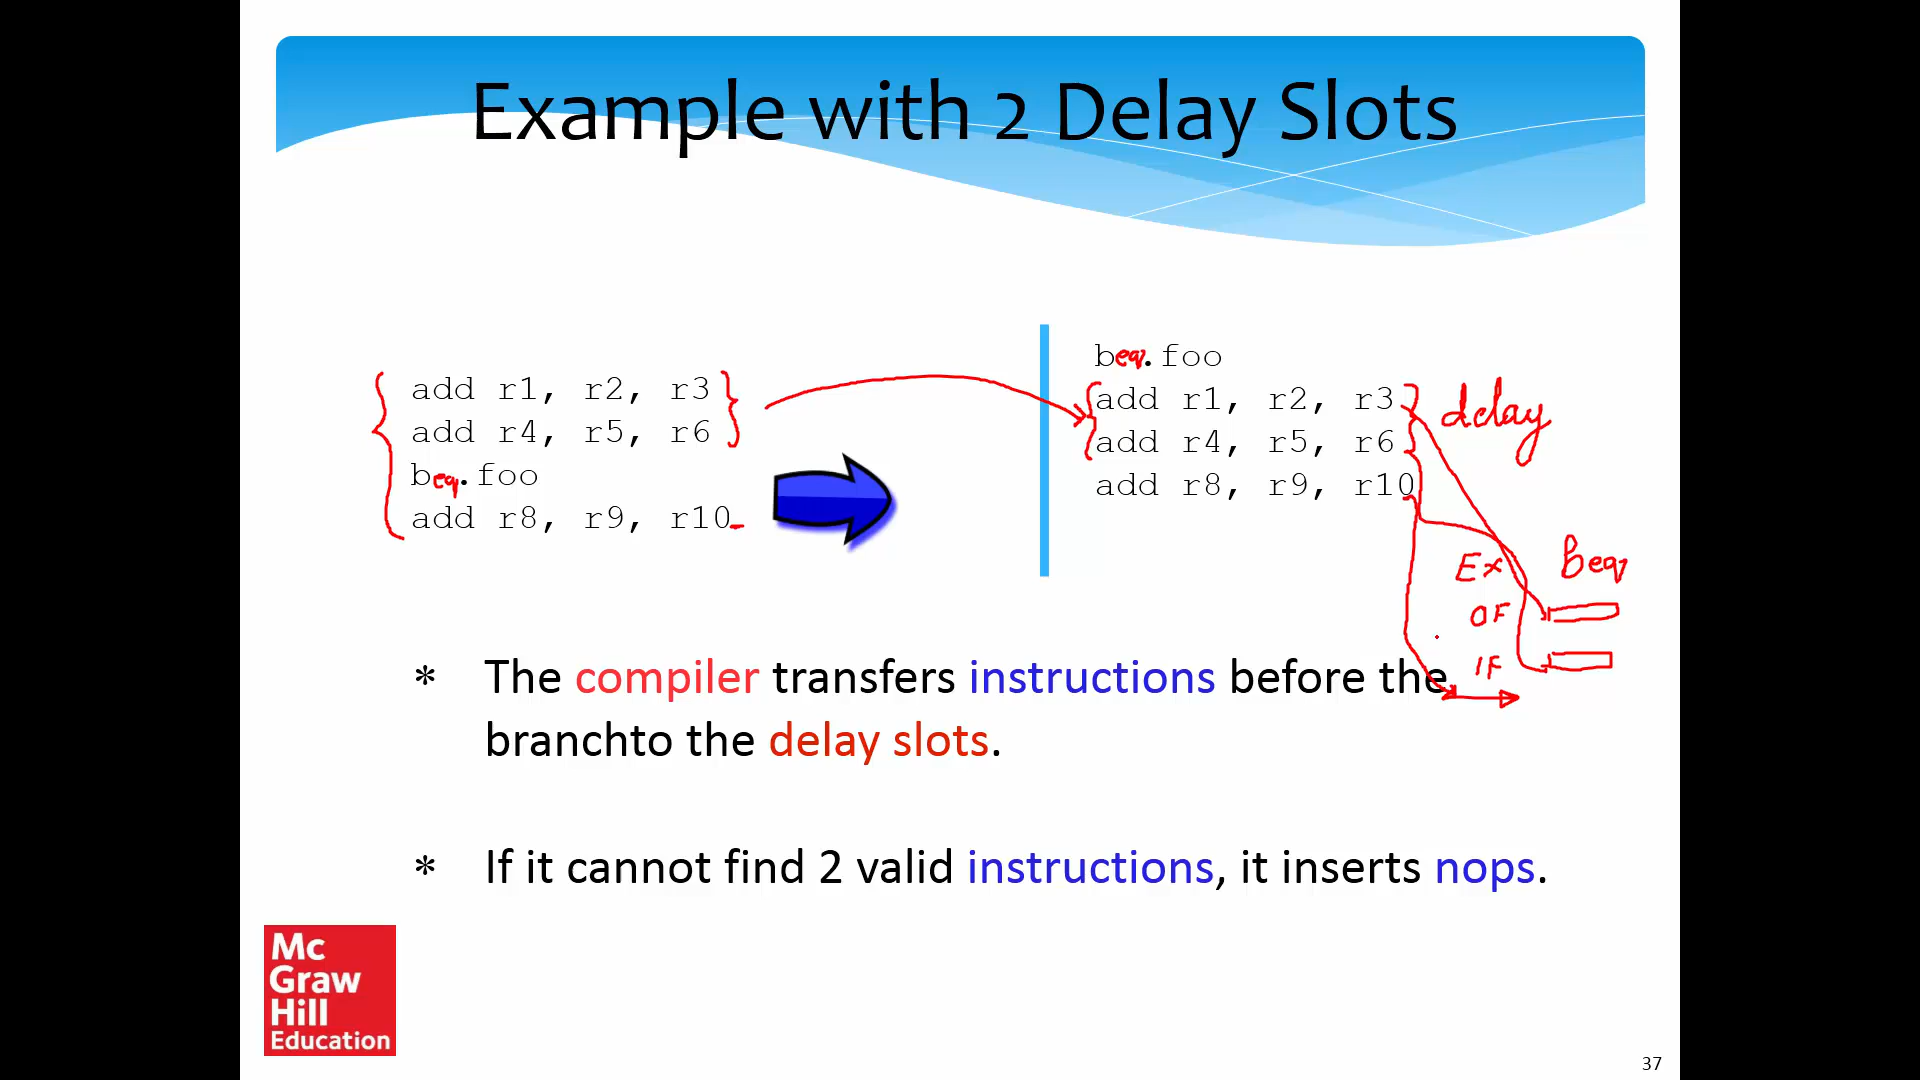 Example with 2 Delay Slots
add r1, r2, r3
add r4, r5, r6
beq.foo
add r8, r9, r10
beq.foo
add r1, r2, r3
add r4, r5, r6
add r8, r9, r10
delay
Beq
Ex
OF
IF
* The compiler transfers instructions before the
branchto the delay slots.
* If it cannot find 2 valid instructions, it inserts nops.
Mc
Graw
Hill
Education
37